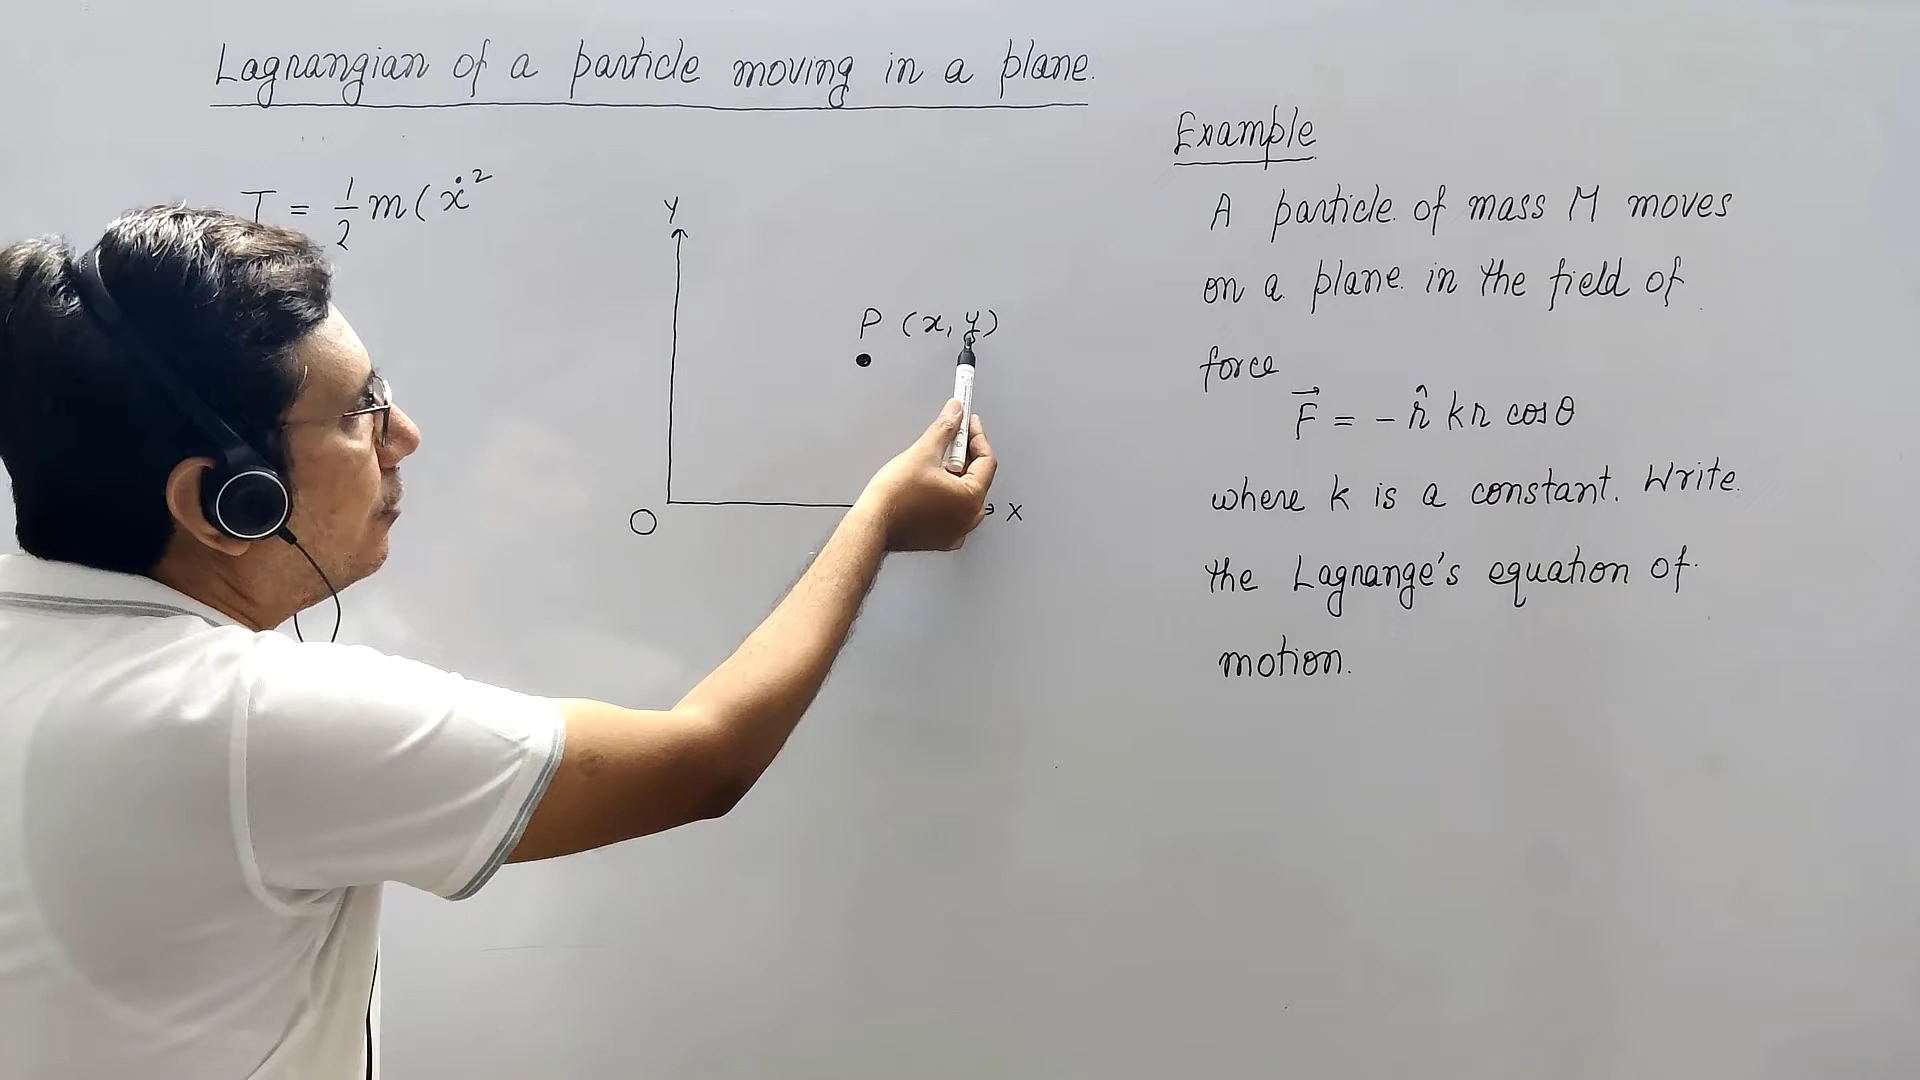 Lagrangian of a particle moving in a plane.
T = 1/2 m(ẋ²
Y
P (x, y)
O
X
Example
A particle of mass M moves
on a plane in the field of
force
F⃗ = - r̂ kr cosθ
where k is a constant. Write
the Lagrange's equation of
motion.